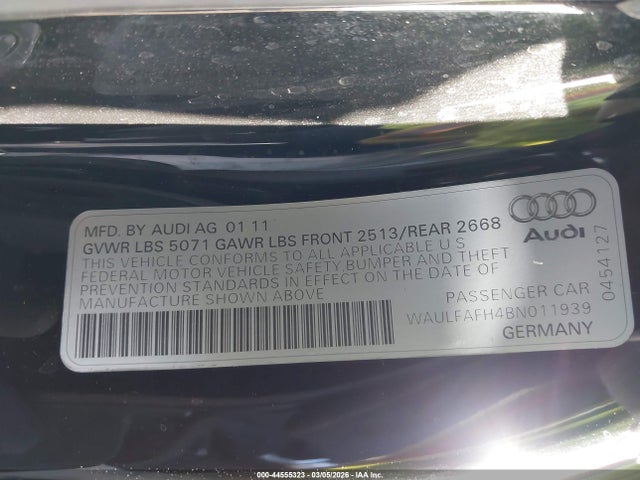 MFD. BY AUDI AG 01 11
GVWR LBS 5071 GAWR LBS FRONT 2513/REAR 2668
THIS VEHICLE CONFORMS TO ALL APPLICABLE U S
FEDERAL MOTOR VEHICLE SAFETY BUMPER AND THEFT
PREVENTION STANDARDS IN EFFECT ON THE DATE OF
MANUFACTURE SHOWN ABOVE
Audi
0454127
PASSENGER CAR
WAULFAFH4BN011939
GERMANY
000-44555323 - 03/05/2026 - IAAI.COM